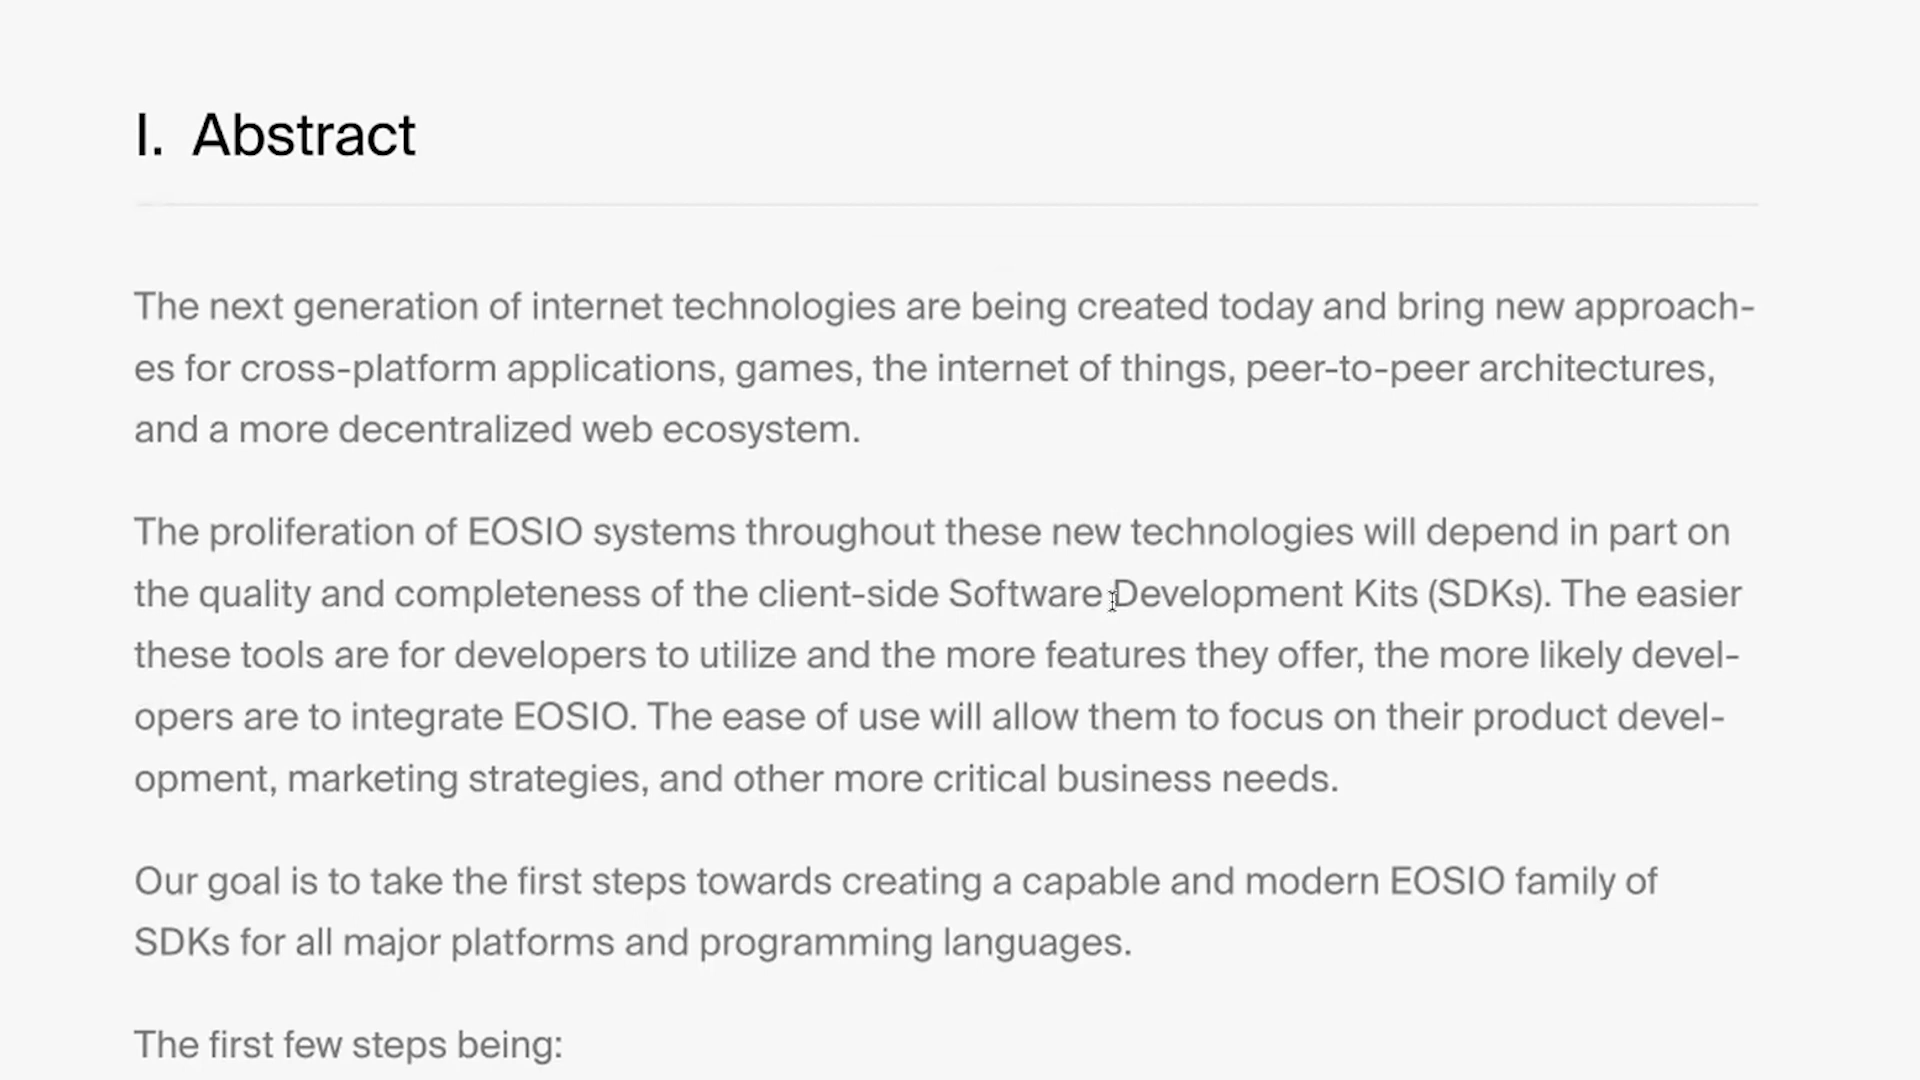 I. Abstract
The next generation of internet technologies are being created today and bring new approach-
es for cross-platform applications, games, the internet of things, peer-to-peer architectures,
and a more decentralized web ecosystem.
The proliferation of EOSIO systems throughout these new technologies will depend in part on
the quality and completeness of the client-side Software Development Kits (SDKs). The easier
these tools are for developers to utilize and the more features they offer, the more likely devel-
opers are to integrate EOSIO. The ease of use will allow them to focus on their product devel-
opment, marketing strategies, and other more critical business needs.
Our goal is to take the first steps towards creating a capable and modern EOSIO family of
SDKs for all major platforms and programming languages.
The first few steps being: